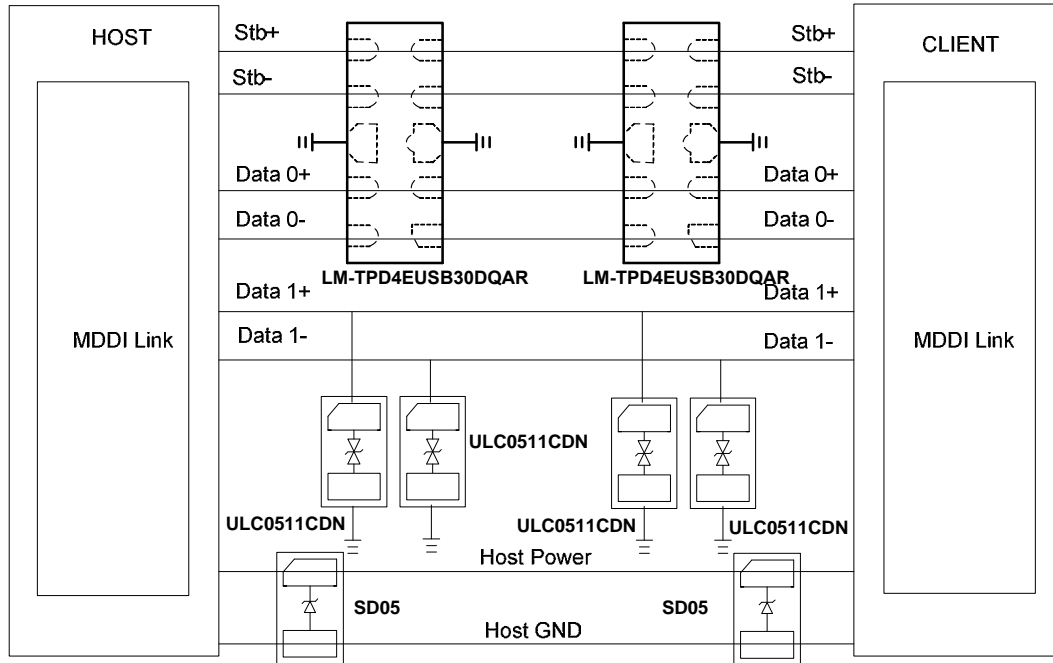 HOST
Stb+
Stb+
CLIENT
Stb-
Stb-
Data 0+
Data 0+
Data 0-
Data 0-
LM-TPD4EUSB30DQAR
LM-TPD4EUSB30DQAR
Data 1+
Data 1+
MDDI Link
Data 1-
Data 1-
MDDI Link
ULC0511CDN
ULC0511CDN
ULC0511CDN
ULC0511CDN
Host Power
SD05
SD05
Host GND